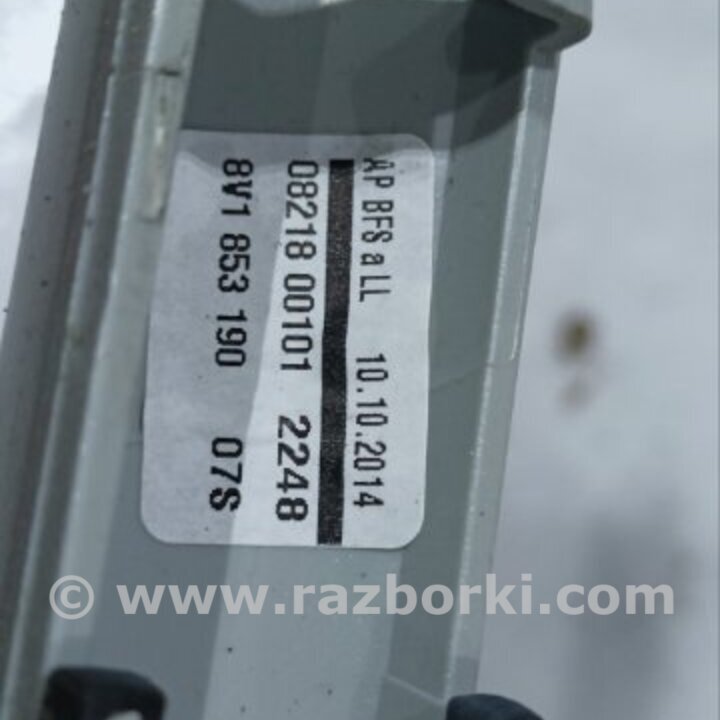 AP BFS a LL 10.10.2014
08218 00101 2248
8V1 853 190 07S
© www.razborki.com